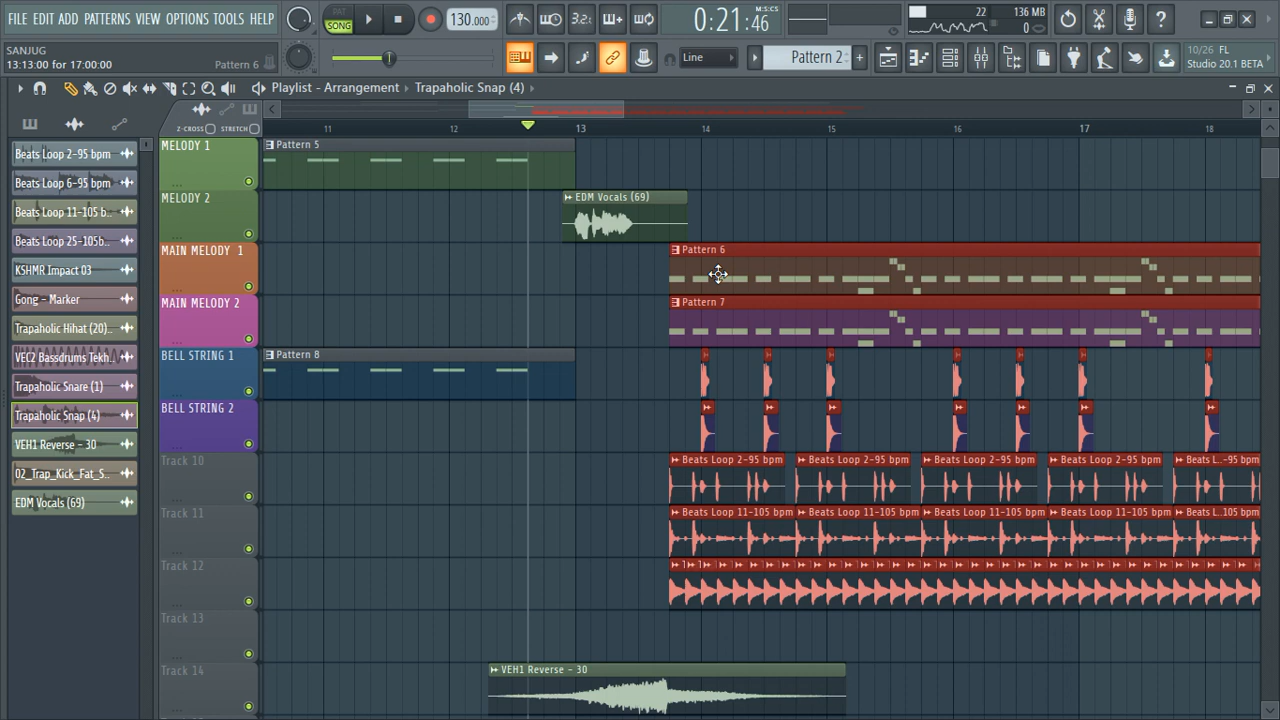 FILE EDIT ADD PATTERNS VIEW OPTIONS TOOLS HELP
PAT
SONG
130.000
3.2.
0:21:46
M:S:CS
22
136 MB
0
SANJUG
13:13:00 for 17:00:00
Pattern 6
Line
Pattern 2
10/26 FL
Studio 20.1 BETA
Playlist - Arrangement
Trapaholic Snap (4)
Z-CROSS
STRETCH
11
12
13
14
15
16
17
18
Beats Loop 2-95 bpm
Beats Loop 6-95 bpm
Beats Loop 11-105 b..
Beats Loop 25-105b..
KSHMR Impact 03
Gong - Marker
Trapaholic Hihat (20)..
VEC2 Bassdrums Tekh..
Trapaholic Snare (1)
Trapaholic Snap (4)
VEH1 Reverse - 30
02_Trap_Kick_Fat_S..
EDM Vocals (69)
MELODY 1
Pattern 5
MELODY 2
EDM Vocals (69)
MAIN MELODY 1
Pattern 6
MAIN MELODY 2
Pattern 7
BELL STRING 1
Pattern 8
BELL STRING 2
Track 10
Beats Loop 2-95 bpm
Beats Loop 2-95 bpm
Beats Loop 2-95 bpm
Beats Loop 2-95 bpm
Beats L..-95 bpm
Track 11
Beats Loop 11-105 bpm
Beats Loop 11-105 bpm
Beats Loop 11-105 bpm
Beats Loop 11-105 bpm
Beats L..105 bpm
Track 12
Track 13
Track 14
VEH1 Reverse - 30